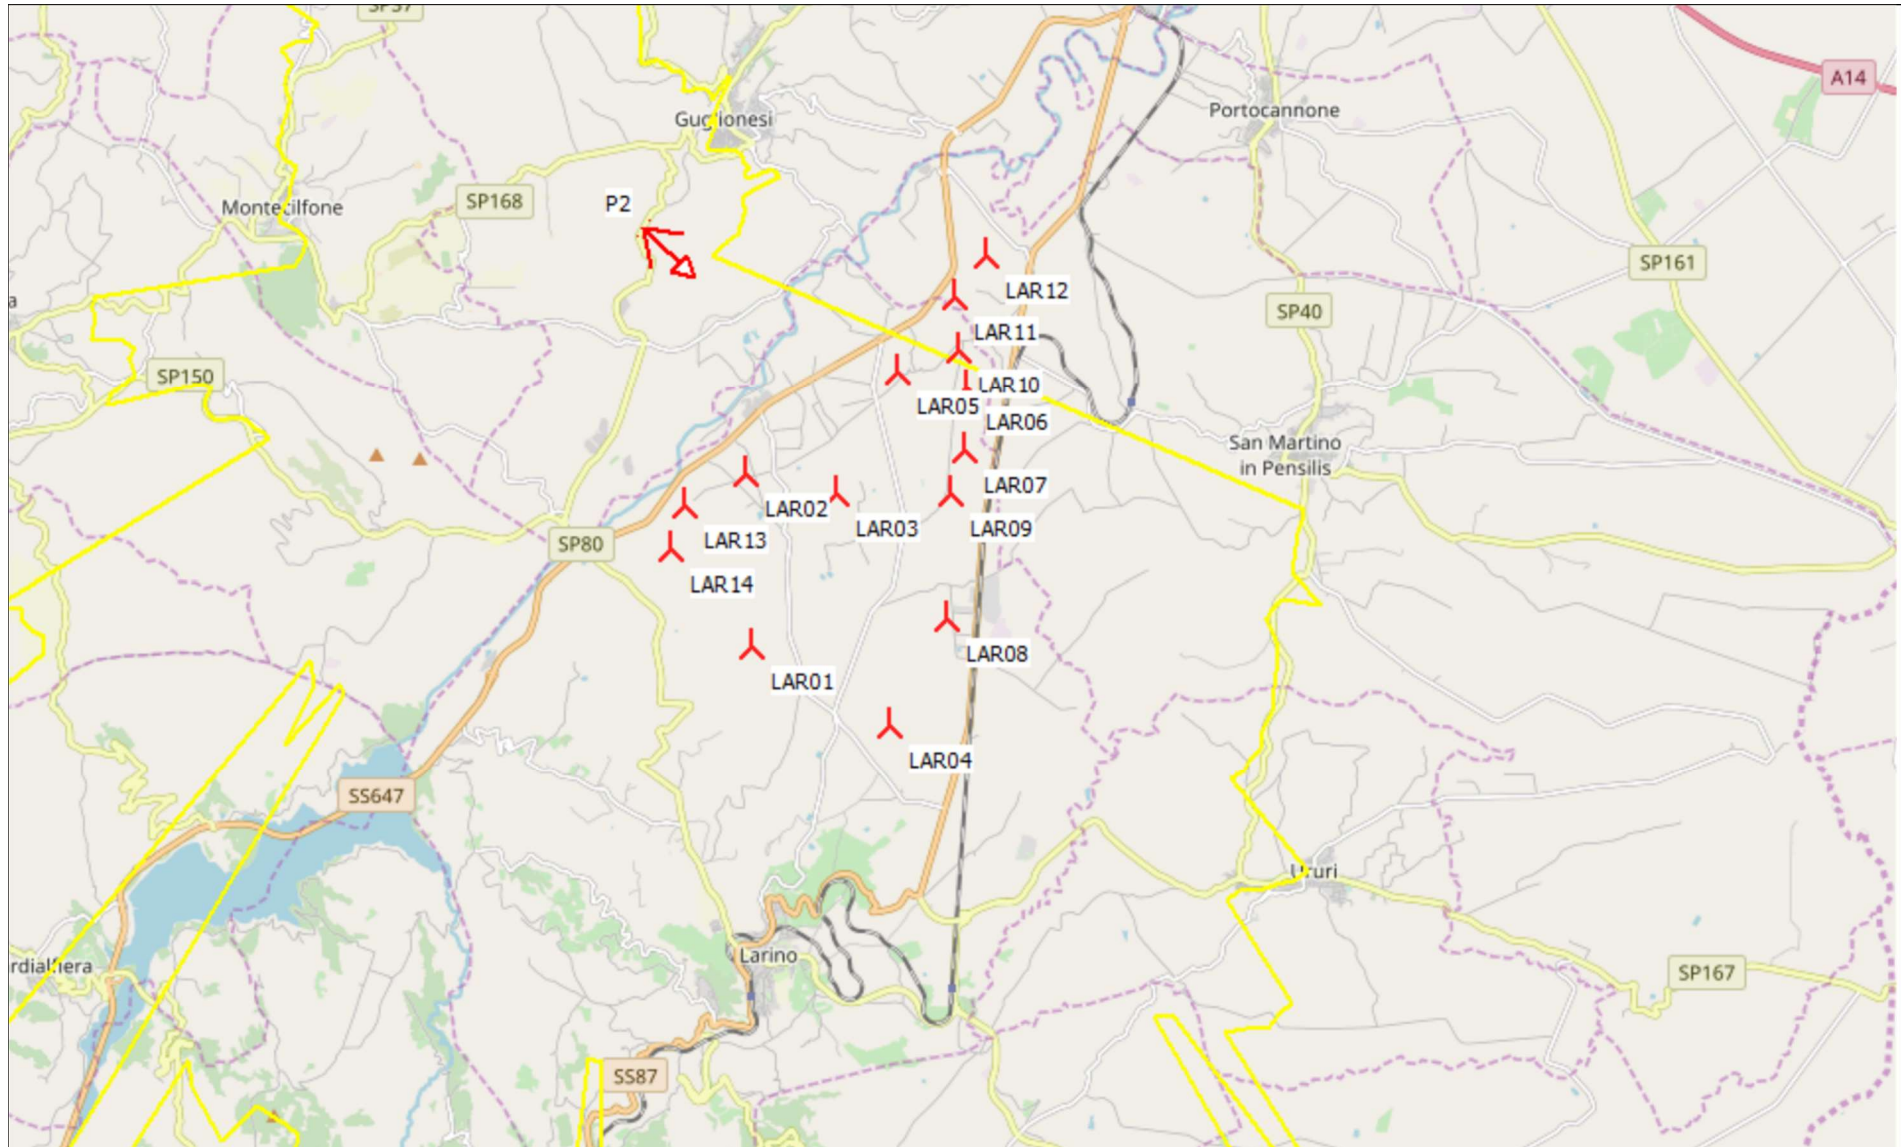 SP37
A14
Portocannone
Guglionesi
SP168
P2
Montecilfone
SP161
LAR12
SP40
a
LAR11
SP150
LAR10
LAR05
LAR06
San Martino
in Pensilis
LAR07
LAR02
LAR03
LAR09
LAR13
SP80
LAR14
LAR08
LAR01
LAR04
SS647
Ururi
Larino
rdialfiera
SP167
SS87